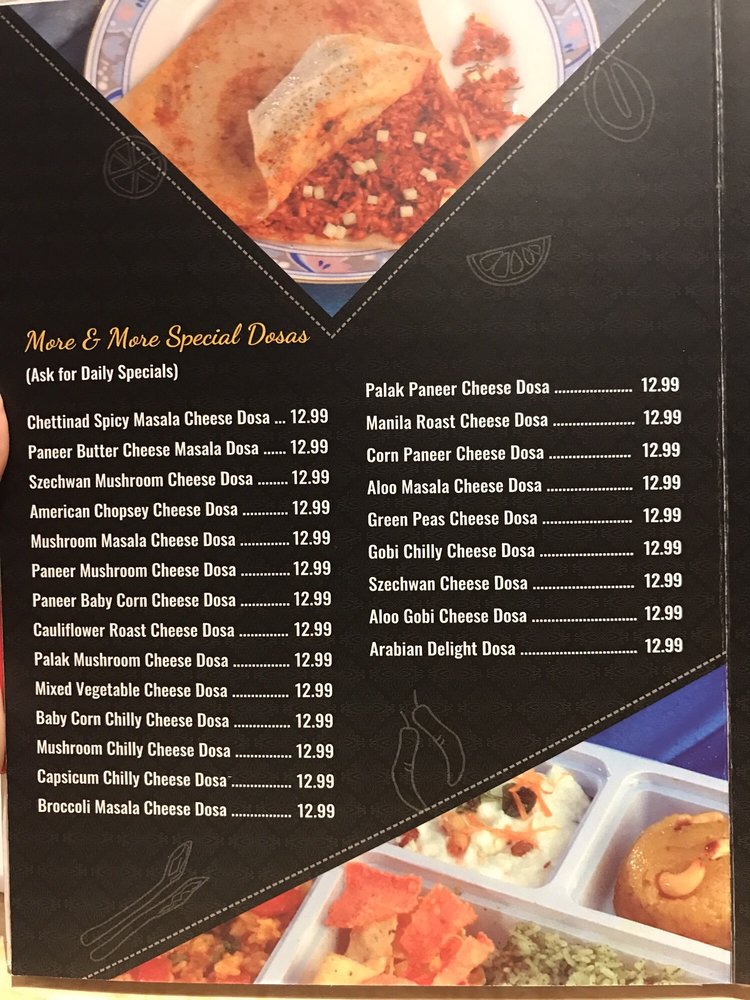 More & More Special Dosas
(Ask for Daily Specials)
Chettinad Spicy Masala Cheese Dosa ... 12.99
Paneer Butter Cheese Masala Dosa ...... 12.99
Szechwan Mushroom Cheese Dosa ........ 12.99
American Chopsey Cheese Dosa ............ 12.99
Mushroom Masala Cheese Dosa ............. 12.99
Paneer Mushroom Cheese Dosa ............. 12.99
Paneer Baby Corn Cheese Dosa ............. 12.99
Cauliflower Roast Cheese Dosa ............. 12.99
Palak Mushroom Cheese Dosa ............... 12.99
Mixed Vegetable Cheese Dosa ............... 12.99
Baby Corn Chilly Cheese Dosa ............... 12.99
Mushroom Chilly Cheese Dosa ............... 12.99
Capsicum Chilly Cheese Dosa ................ 12.99
Broccoli Masala Cheese Dosa ................ 12.99
Palak Paneer Cheese Dosa ..................... 12.99
Manila Roast Cheese Dosa ...................... 12.99
Corn Paneer Cheese Dosa ...................... 12.99
Aloo Masala Cheese Dosa ....................... 12.99
Green Peas Cheese Dosa ........................ 12.99
Gobi Chilly Cheese Dosa ......................... 12.99
Szechwan Cheese Dosa ........................... 12.99
Aloo Gobi Cheese Dosa ............................ 12.99
Arabian Delight Dosa ............................... 12.99